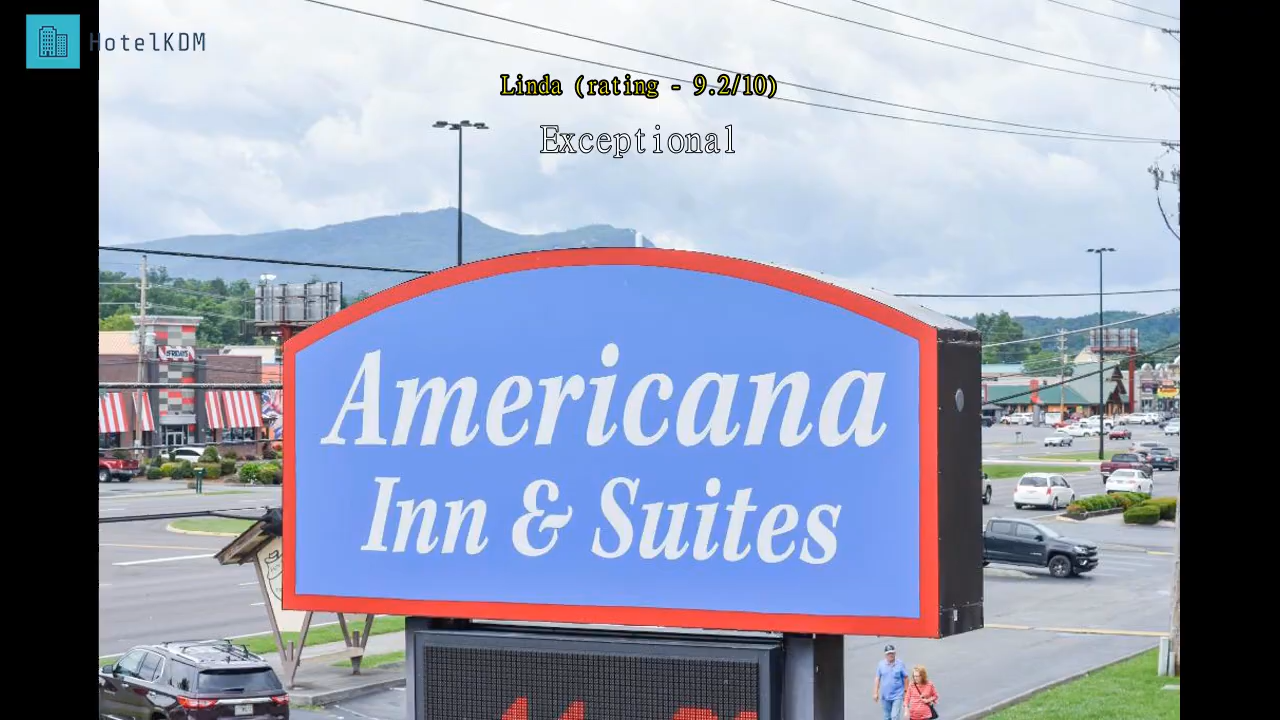 HotelKDM
Linda (rating - 9.2/10)
Exceptional
Americana
Inn & Suites
FRIDAYS